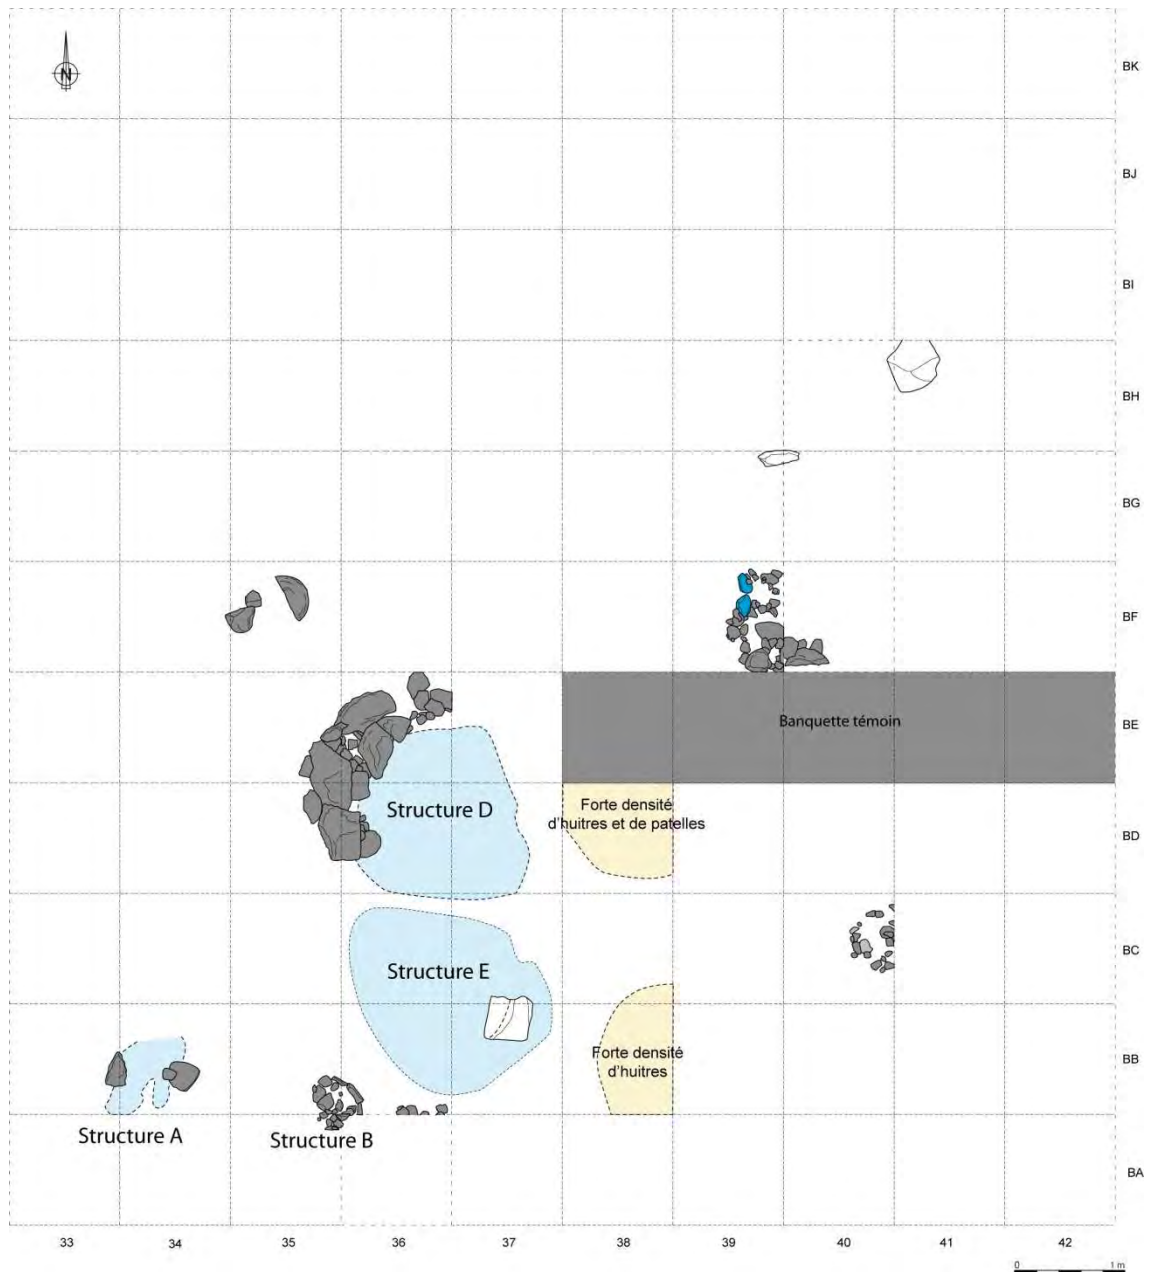 N
BK
BJ
BI
BH
BG
BF
Banquette témoin
BE
Structure D
Forte densité
d'huitres et de patelles
BD
Structure E
BC
Forte densité
d'huitres
BB
Structure A
Structure B
BA
33
34
35
36
37
38
39
40
41
42
0
1 m